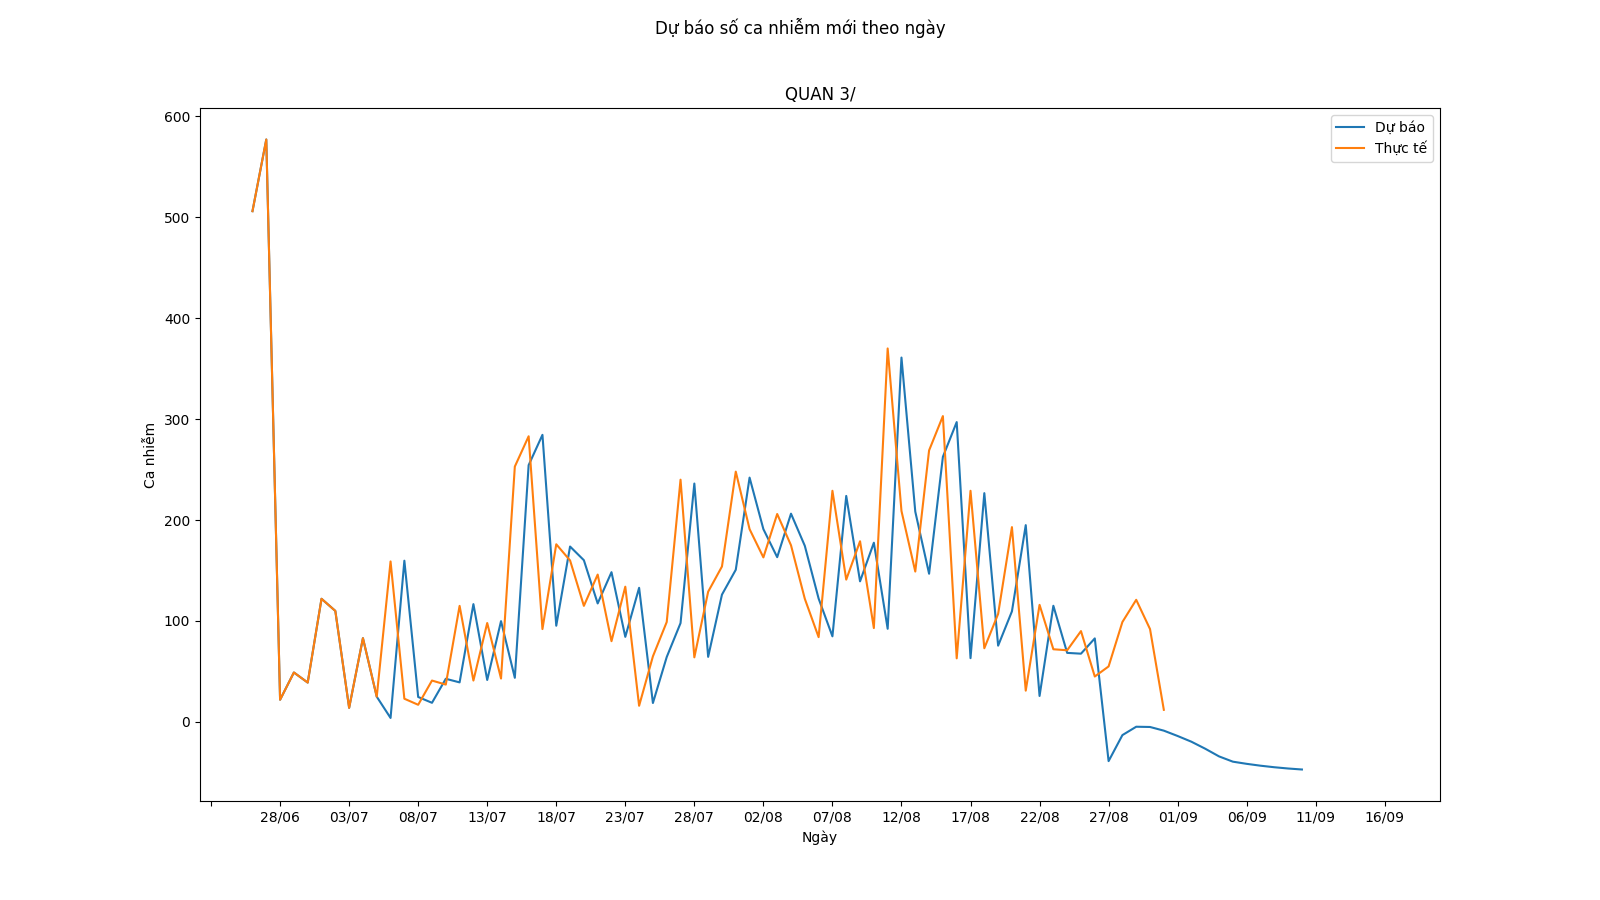 Dự báo số ca nhiễm mới theo ngày
QUAN 3/
Dự báo
Thực tế
600
500
400
300
200
100
0
Ca nhiễm
28/06 03/07 08/07 13/07 18/07 23/07 28/07 02/08 07/08 12/08 17/08 22/08 27/08 01/09 06/09 11/09 16/09
Ngày